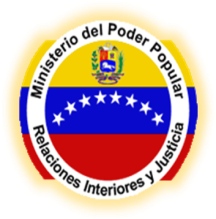 Ministerio del Poder Popular
Relaciones Interiores y Justicia